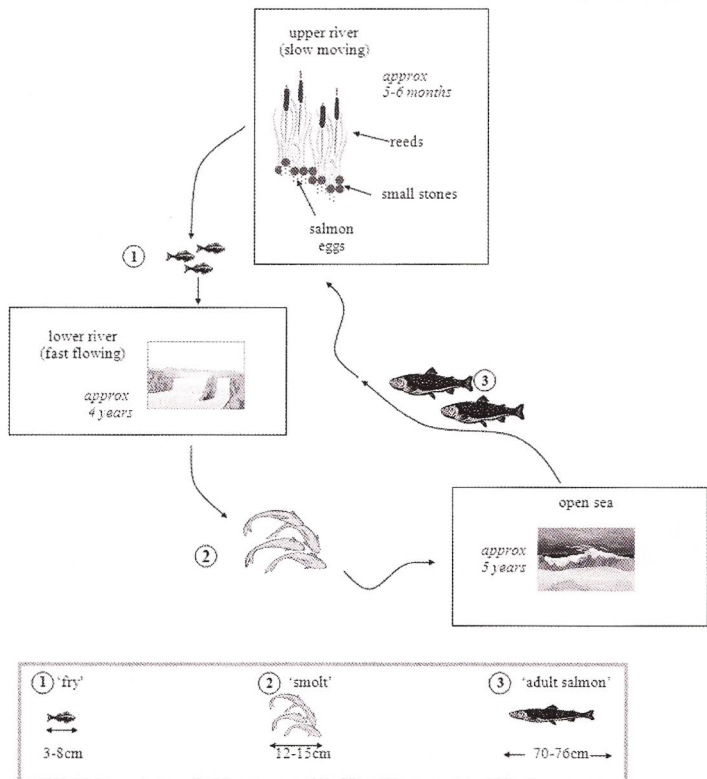 upper river
(slow moving)
approx
5-6 months
reeds
small stones
salmon
eggs
1
lower river
(fast flowing)
approx
4 years
3
open sea
approx
5 years
2
1 'fry'
3-8cm
2 'smolt'
12-15cm
3 'adult salmon'
70-76cm